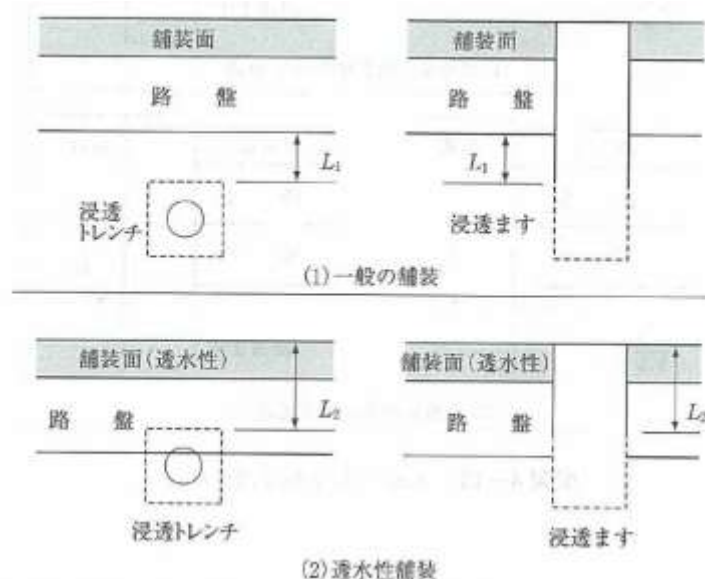 舗装面
路 盤
L₁
浸透
トレンチ
舗装面
路 盤
L₁
浸透ます
(1)一般の舗装
舗装面(透水性)
路 盤
L₂
浸透トレンチ
舗装面(透水性)
路 盤
L₂
浸透ます
(2)透水性舗装